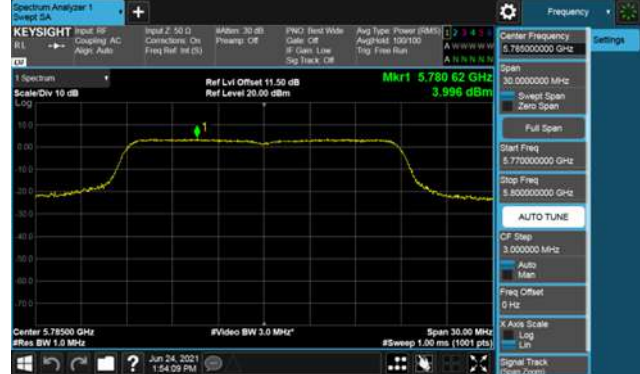 Spectrum Analyzer 1
Swept SA
+
Frequency
KEYSIGHT
Input: RF
Coupling: AC
Align: Auto
Input Z: 50 Ω
Corrections: On
Freq Ref: Int (S)
#Atten: 30 dB
Preamp: Off
PNO: Best Wide
Gate: Off
IF Gain: Low
Sig Track: Off
Avg Type: Power (RMS)
Avg|Hold: 100/100
Trig: Free Run
1 2 3 4 5 6
A W W W W W
A N N N N N
RL
1 Spectrum
Scale/Div 10 dB
Log
Ref Lvl Offset 11.50 dB
Ref Level 20.00 dBm
Mkr1 5.780 62 GHz
3.996 dBm
1
10.0
0.00
-10.0
-20.0
-30.0
-40.0
-50.0
-60.0
-70.0
Center 5.78500 GHz
#Res BW 1.0 MHz
#Video BW 3.0 MHz*
Span 30.00 MHz
#Sweep 1.00 ms (1001 pts)
?
Jun 24, 2021
1:54:09 PM
Center Frequency
5.785000000 GHz
Settings
Span
30.0000000 MHz
Swept Span
Zero Span
Full Span
Start Freq
5.770000000 GHz
Stop Freq
5.800000000 GHz
AUTO TUNE
CF Step
3.000000 MHz
Auto
Man
Freq Offset
0 Hz
X Axis Scale
Log
Lin
Signal Track
(Span Zoom)